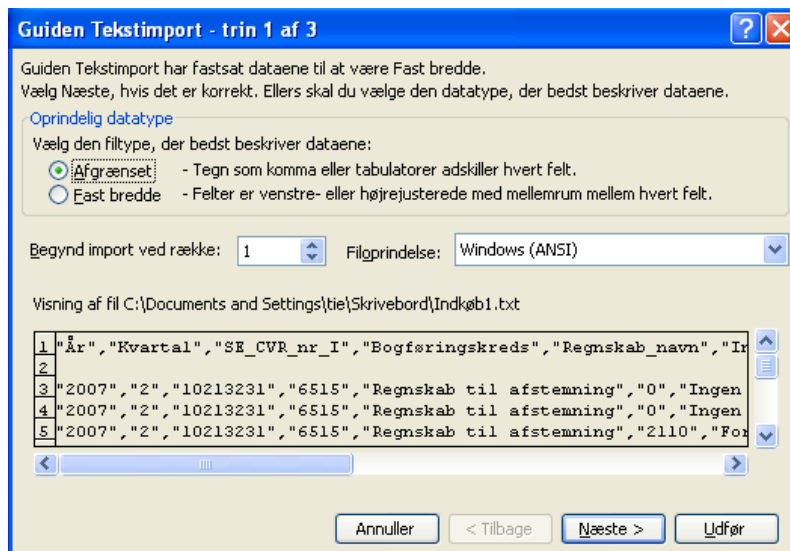 Guiden Tekstimport - trin 1 af 3
Guiden Tekstimport har fastsat dataene til at være Fast bredde.
Vælg Næste, hvis det er korrekt. Ellers skal du vælge den datatype, der bedst beskriver dataene.
Oprindelig datatype
Vælg den filtype, der bedst beskriver dataene:
Afgrænset - Tegn som komma eller tabulatorer adskiller hvert felt.
Fast bredde - Felter er venstre- eller højrejusterede med mellemrum mellem hvert felt.
Begynd import ved række: 1 Filoprindelse: Windows (ANSI)
Visning af fil C:\Documents and Settings\tie\Skrivebord\Indkøb1.txt
1 "År","Kvartal","SE_CVR_nr_I","Bogføringskreds","Regnskab_navn","Ir
2
3 "2007","2","10213231","6515","Regnskab til afstemning","0","Ingen
4 "2007","2","10213231","6515","Regnskab til afstemning","0","Ingen
5 "2007","2","10213231","6515","Regnskab til afstemning","2110","For
Annuller < Tilbage Næste > Udfør